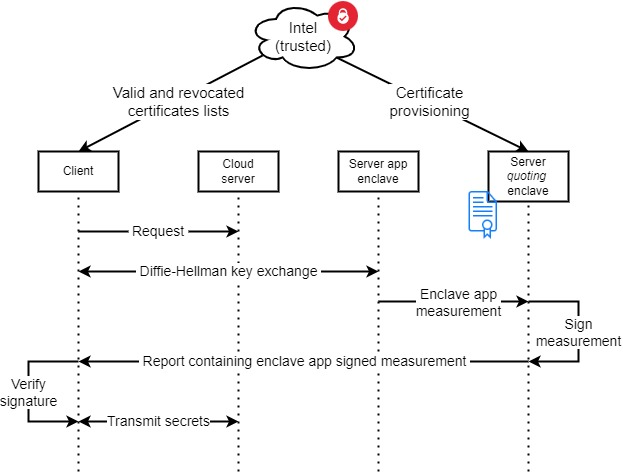 Intel
(trusted)
Valid and revocated
certificates lists
Certificate
provisioning
Client
Cloud
server
Server app
enclave
Server
quoting
enclave
Request
Diffie-Hellman key exchange
Enclave app
measurement
Sign
measurement
Report containing enclave app signed measurement
Verify
signature
Transmit secrets